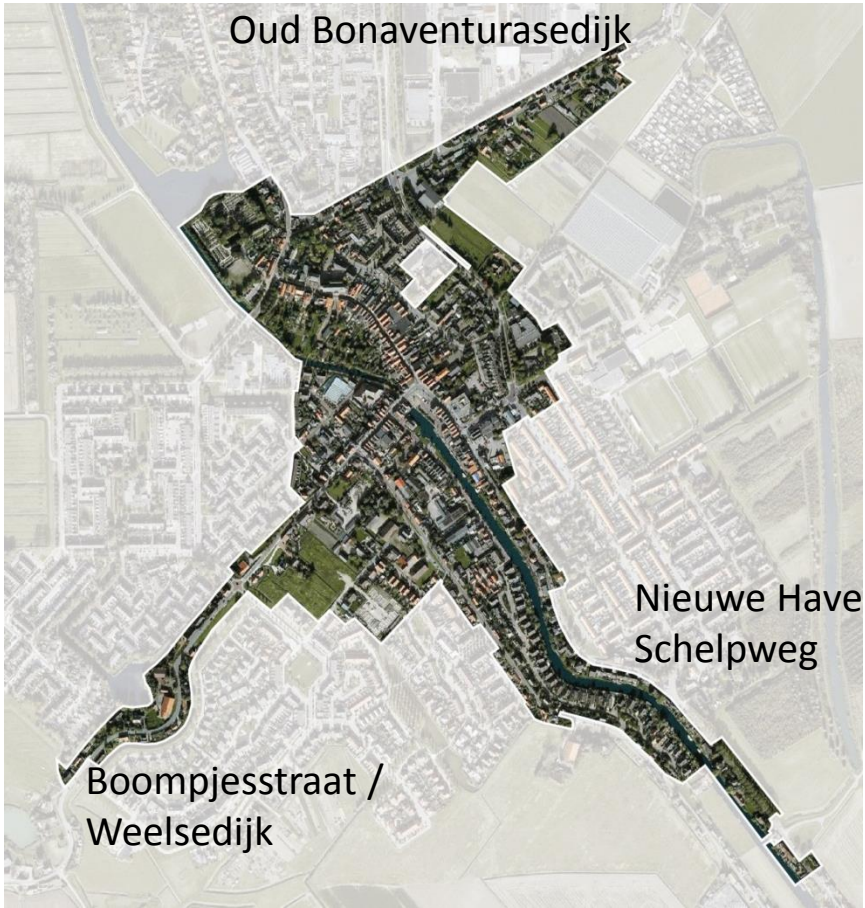 Oud Bonaventurasedijk
Nieuwe Have
Schelpweg
Boompjesstraat /
Weelsedijk